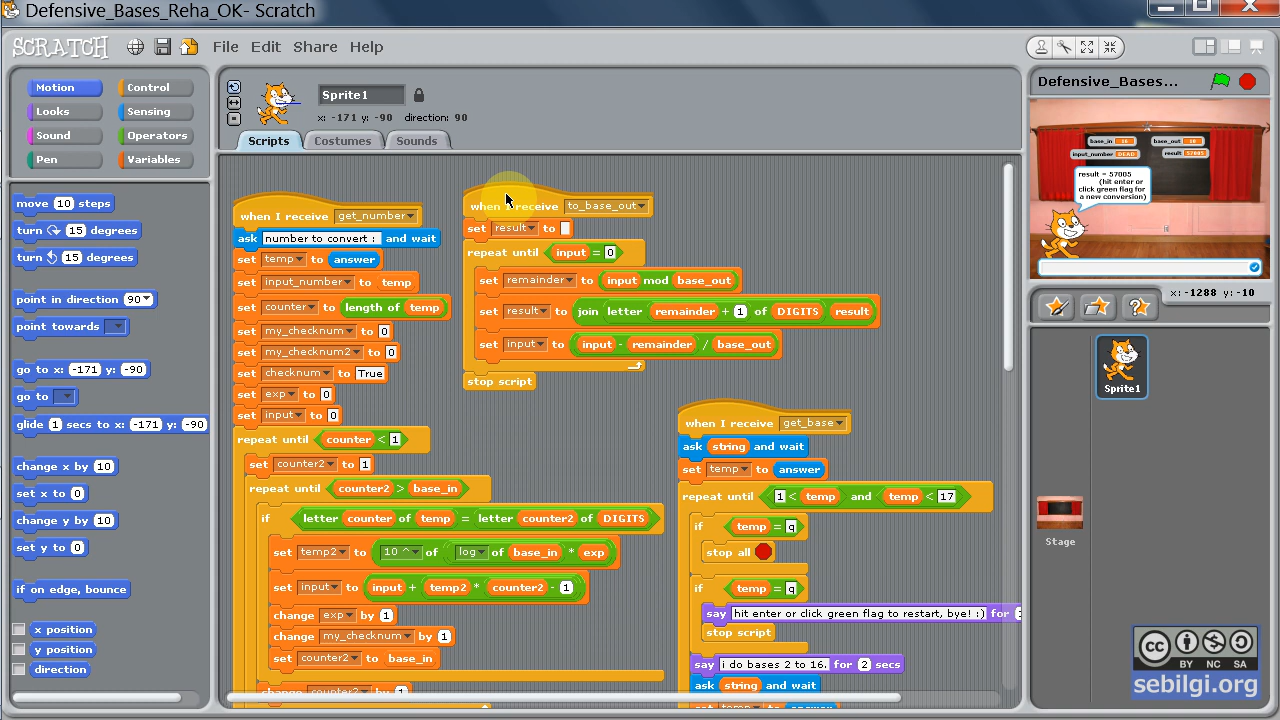 Defensive_Bases_Reha_OK- Scratch
SCRATCH File Edit Share Help
Motion Control
Looks Sensing
Sound Operators
Pen Variables
move 10 steps
turn 15 degrees
turn 15 degrees
point in direction 90
point towards
go to x: -171 y: -90
go to
glide 1 secs to x: -171 y: -90
change x by 10
set x to 0
change y by 10
set y to 0
if on edge, bounce
x position
y position
direction
Sprite1
x: -171 y: -90 direction: 90
Scripts Costumes Sounds
when I receive get_number
ask number to convert : and wait
set temp to answer
set input_number to temp
set counter to length of temp
set my_checknum to 0
set my_checknum2 to 0
set checknum to True
set exp to 0
set input to 0
repeat until counter < 1
set counter2 to 1
repeat until counter2 > base_in
if letter counter of temp = letter counter2 of DIGITS
set temp2 to 10 ^ of log of base_in * exp
set input to input + temp2 * counter2 - 1
change exp by 1
change my_checknum by 1
set counter2 to base_in
change counter2 by 1
when I receive to_base_out
set result to
repeat until input = 0
set remainder to input mod base_out
set result to join letter remainder + 1 of DIGITS result
set input to input - remainder / base_out
stop script
when I receive get_base
ask string and wait
set temp to answer
repeat until 1 < temp and temp < 17
if temp = q
stop all
if temp = q
say hit enter or click green flag to restart, bye! :) for
stop script
say i do bases 2 to 16. for 2 secs
ask string and wait
set temp to answer
Defensive_Bases...
base_in 16 base_out 10
input_number DEAD result 57005
result = 57005
(hit enter or
click green flag for
a new conversion)
x: -1288 y: -10
Sprite1
Stage
cc BY NC SA
sebilgi.org